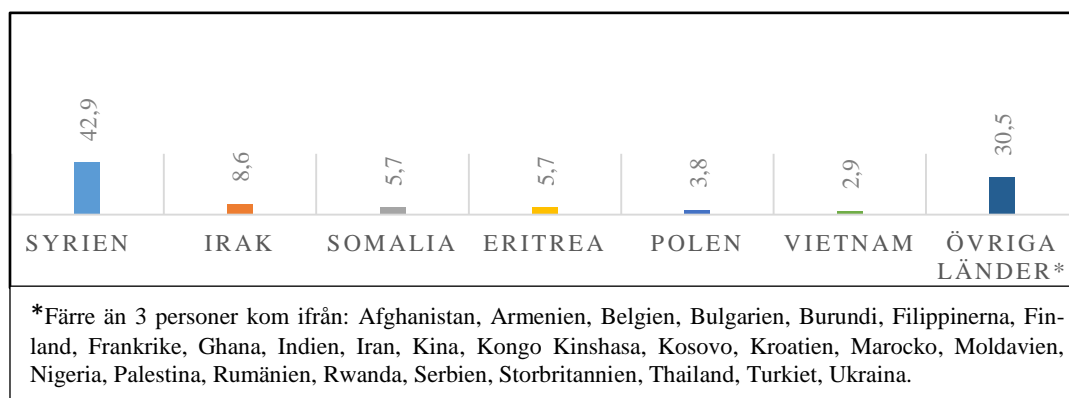 42,9
8,6
5,7
5,7
3,8
2,9
30,5
SYRIEN IRAK SOMALIA ERITREA POLEN VIETNAM ÖVRIGA
LÄNDER*
*Färre än 3 personer kom ifrån: Afghanistan, Armenien, Belgien, Bulgarien, Burundi, Filippinerna, Fin-
land, Frankrike, Ghana, Indien, Iran, Kina, Kongo Kinshasa, Kosovo, Kroatien, Marocko, Moldavien,
Nigeria, Palestina, Rumänien, Rwanda, Serbien, Storbritannien, Thailand, Turkiet, Ukraina.